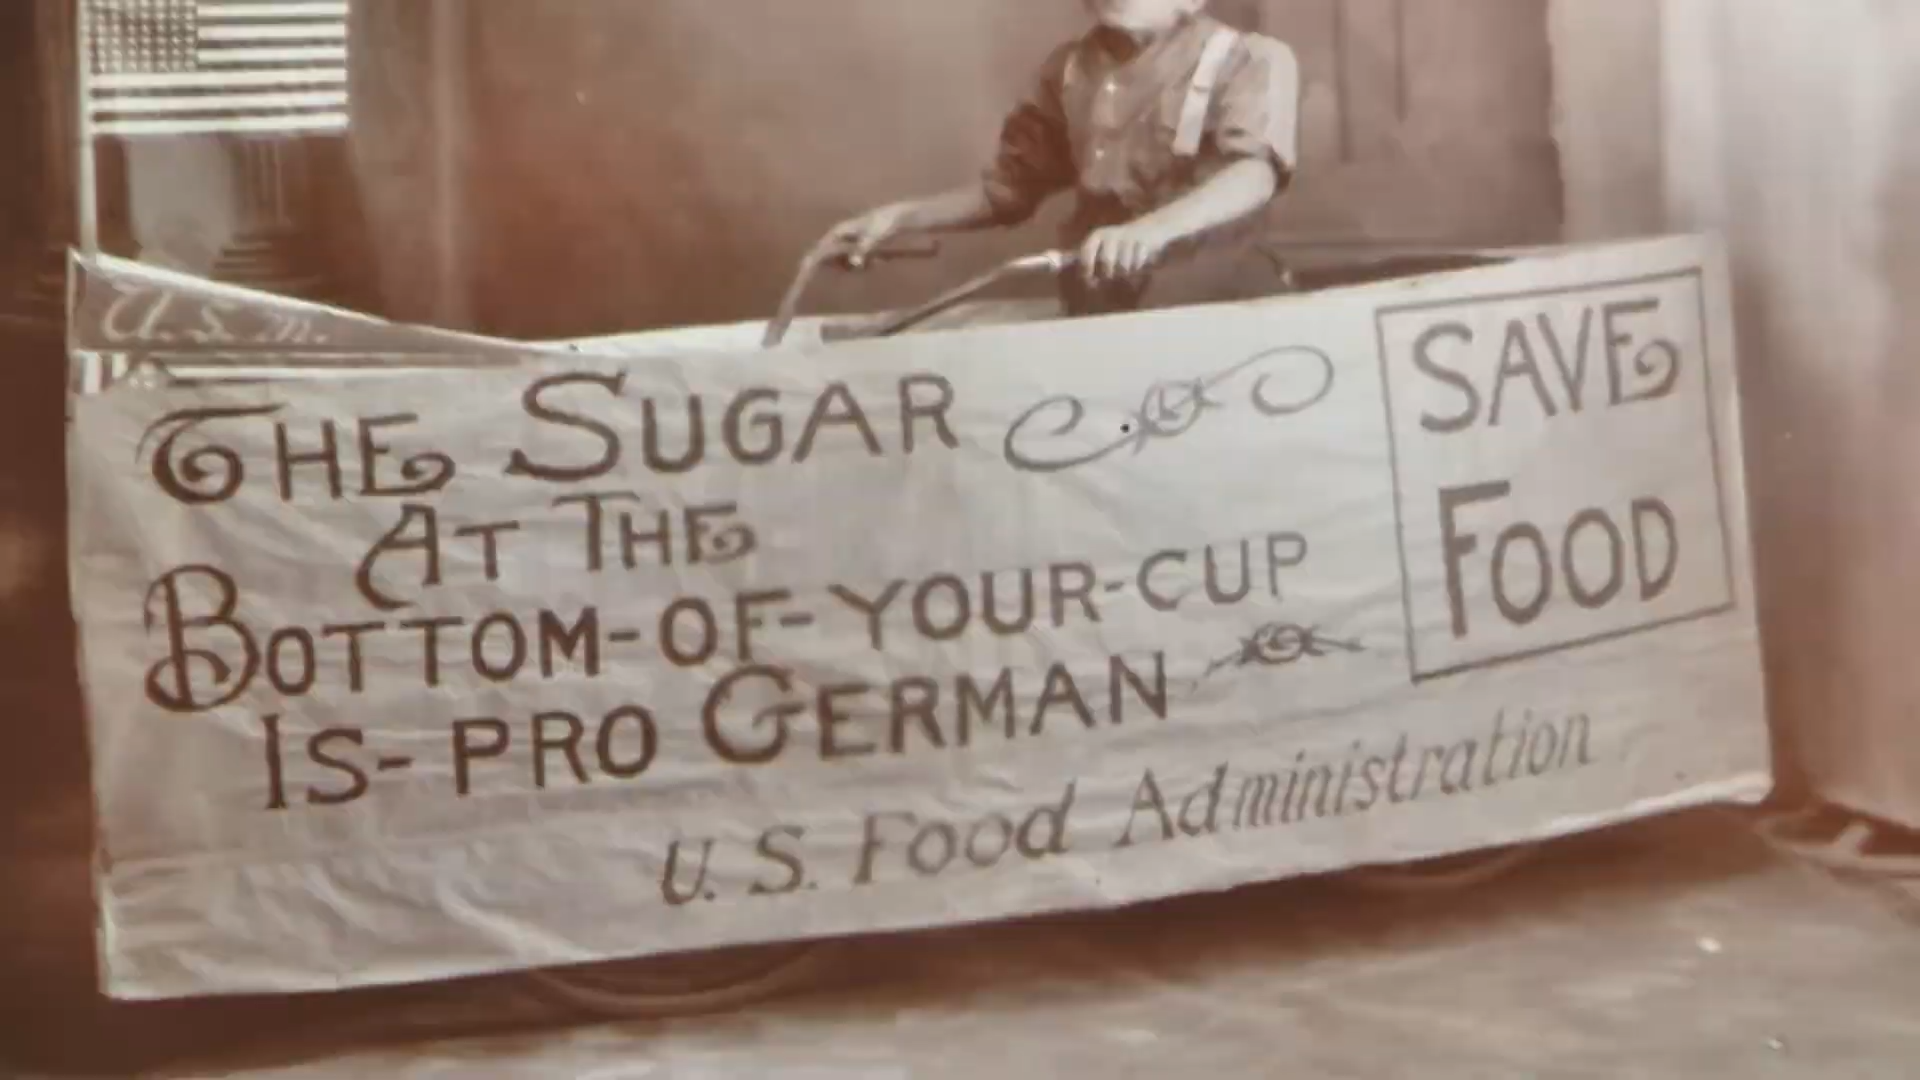 U.S.M.
THE SUGAR
AT THE
BOTTOM-OF-YOUR-CUP
IS-PRO GERMAN
SAVE
FOOD
U.S. Food Administration